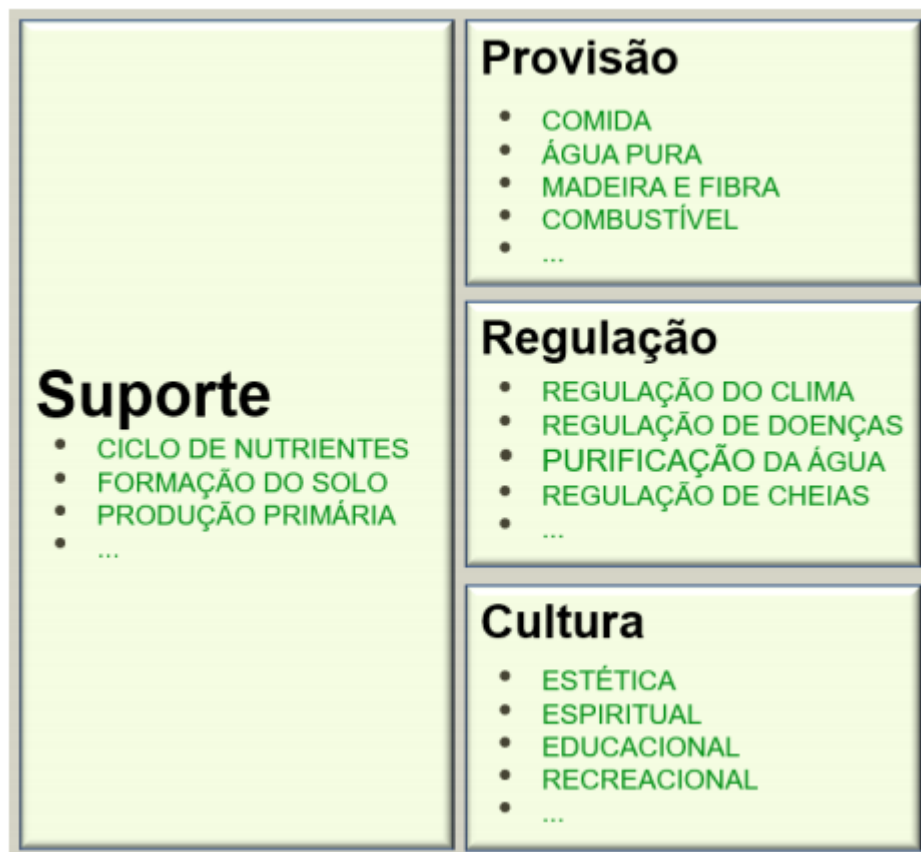 Suporte
• CICLO DE NUTRIENTES
• FORMAÇÃO DO SOLO
• PRODUÇÃO PRIMÁRIA
• ...
Provisão
• COMIDA
• ÁGUA PURA
• MADEIRA E FIBRA
• COMBUSTÍVEL
• ...
Regulação
• REGULAÇÃO DO CLIMA
• REGULAÇÃO DE DOENÇAS
• PURIFICAÇÃO DA ÁGUA
• REGULAÇÃO DE CHEIAS
• ...
Cultura
• ESTÉTICA
• ESPIRITUAL
• EDUCACIONAL
• RECREACIONAL
• ...